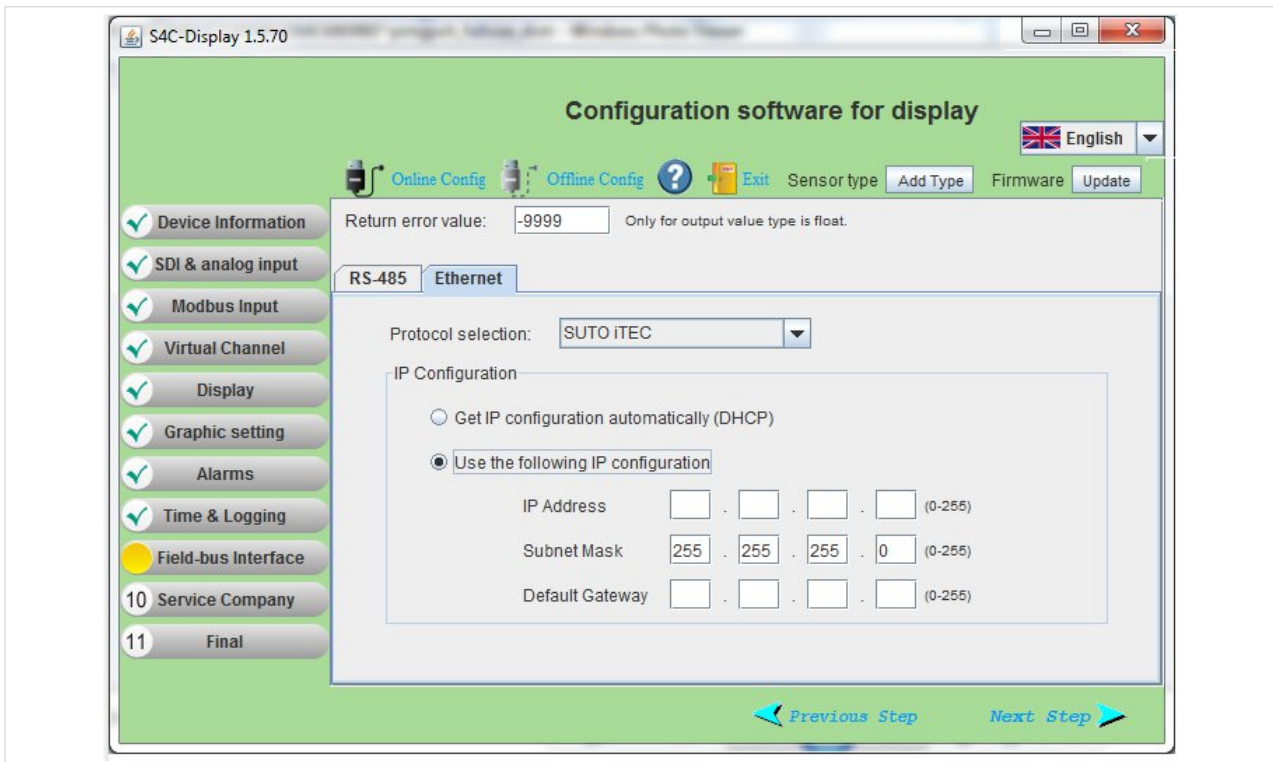 S4C-Display 1.5.70
Configuration software for display
English
Online Config Offline Config ? Exit Sensor type Add Type Firmware Update
Device Information
SDI & analog input
Modbus Input
Virtual Channel
Display
Graphic setting
Alarms
Time & Logging
Field-bus Interface
10 Service Company
11 Final
Return error value: -9999 Only for output value type is float.
RS-485 Ethernet
Protocol selection: SUTO iTEC
IP Configuration
Get IP configuration automatically (DHCP)
Use the following IP configuration
IP Address . . . (0-255)
Subnet Mask 255 . 255 . 255 . 0 (0-255)
Default Gateway . . . (0-255)
Previous Step Next Step